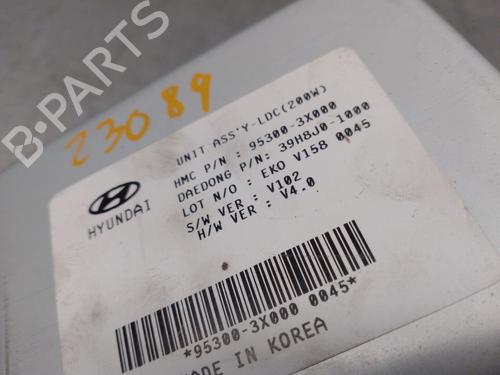 23089
UNIT ASS'Y-LDC(200W)
HMC P/N : 95300-3X000
DAEDONG P/N: 39H8J0-1000
LOT N/O : EKO V158 0045
S/W VER : V102
H/W VER : V4.0
HYUNDAI
*95300-3X000 0045*
MADE IN KOREA
B-PARTS